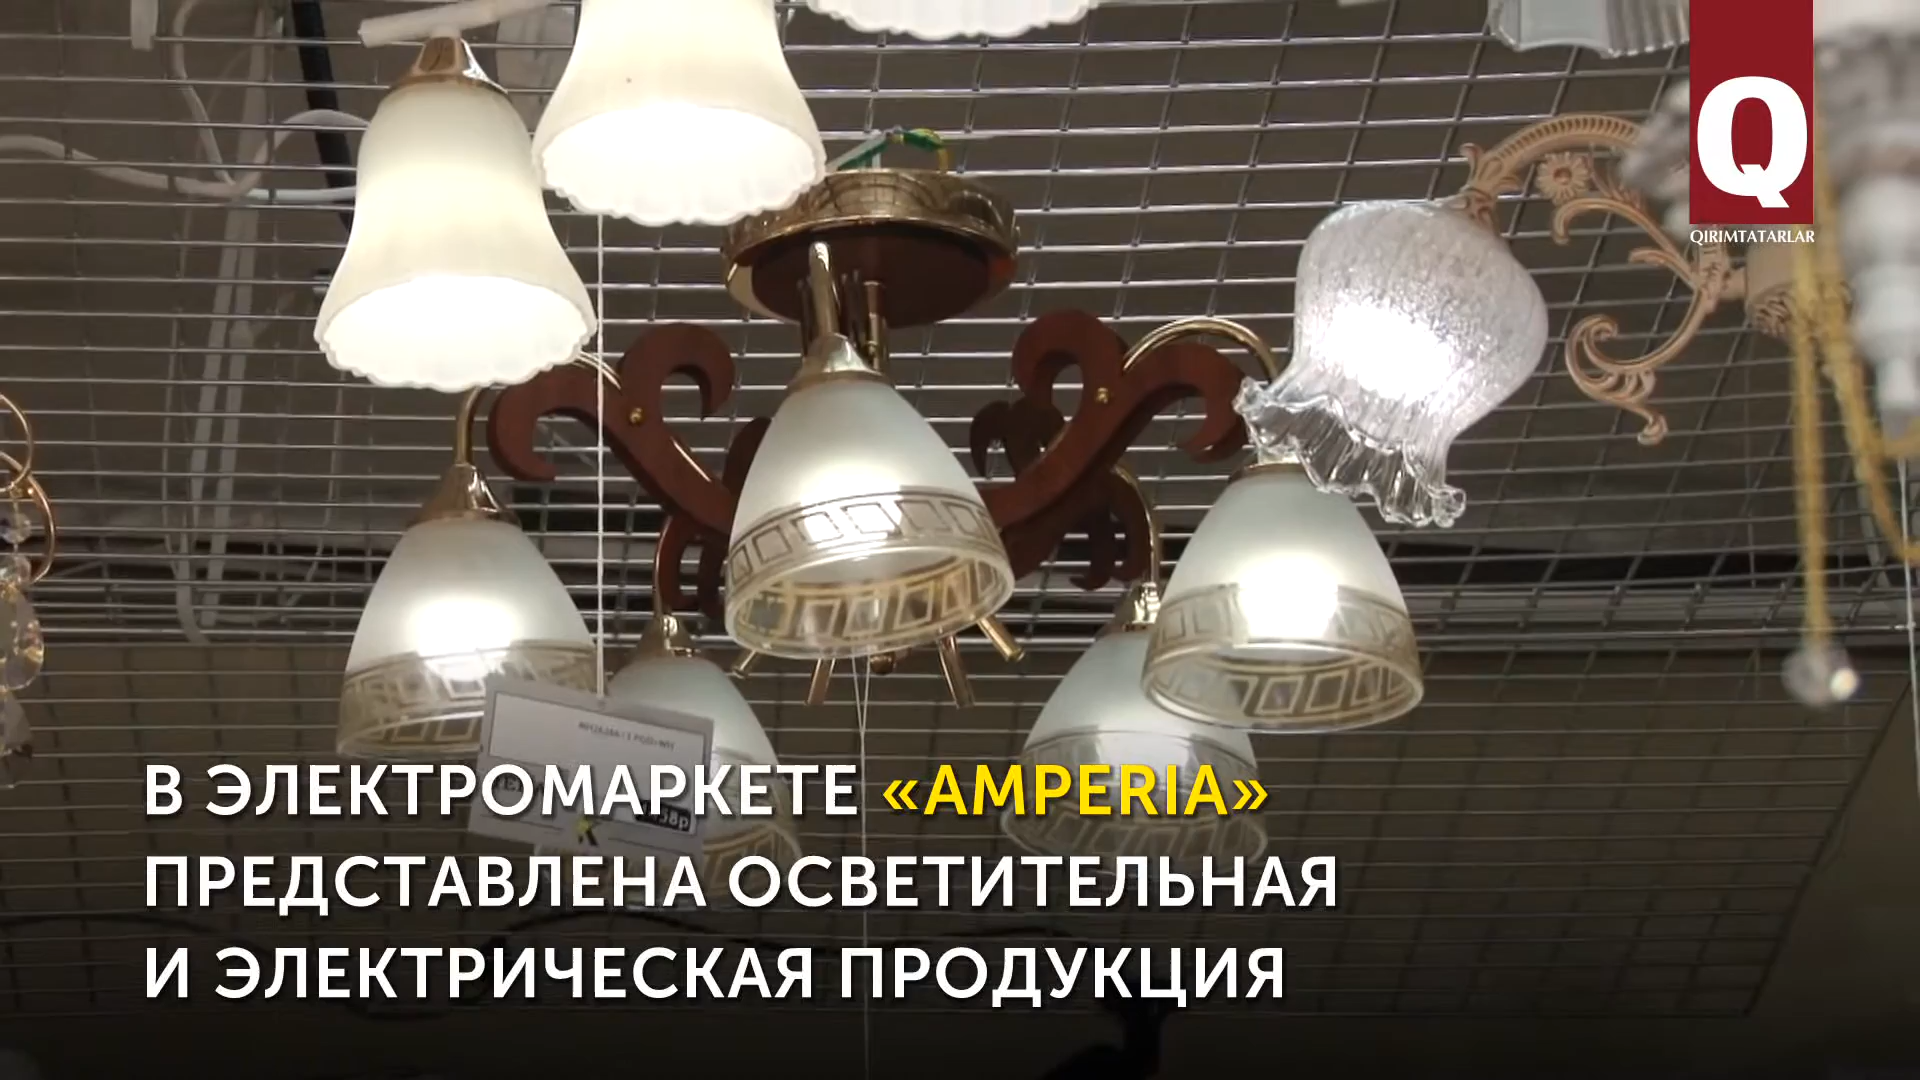 Q
QIRIMTATARLAR
В ЭЛЕКТРОМАРКЕТЕ «AMPERIA»
ПРЕДСТАВЛЕНА ОСВЕТИТЕЛЬНАЯ
И ЭЛЕКТРИЧЕСКАЯ ПРОДУКЦИЯ